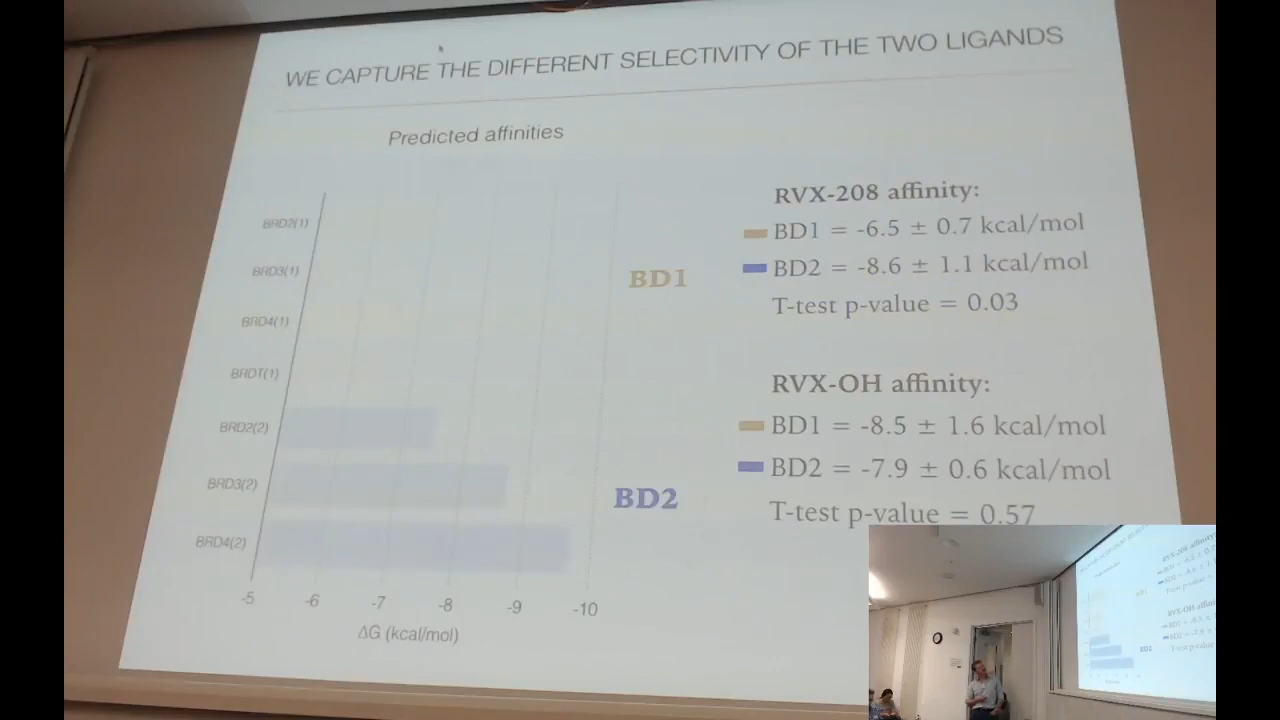 WE CAPTURE THE DIFFERENT SELECTIVITY OF THE TWO LIGANDS
Predicted affinities
BRD2(1)
BRD3(1)
BRD4(1)
BRDT(1)
BRD2(2)
BRD3(2)
BRD4(2)
-5 -6 -7 -8 -9 -10
ΔG (kcal/mol)
BD1
BD2
RVX-208 affinity:
BD1 = -6.5 ± 0.7 kcal/mol
BD2 = -8.6 ± 1.1 kcal/mol
T-test p-value = 0.03
RVX-OH affinity:
BD1 = -8.5 ± 1.6 kcal/mol
BD2 = -7.9 ± 0.6 kcal/mol
T-test p-value = 0.57